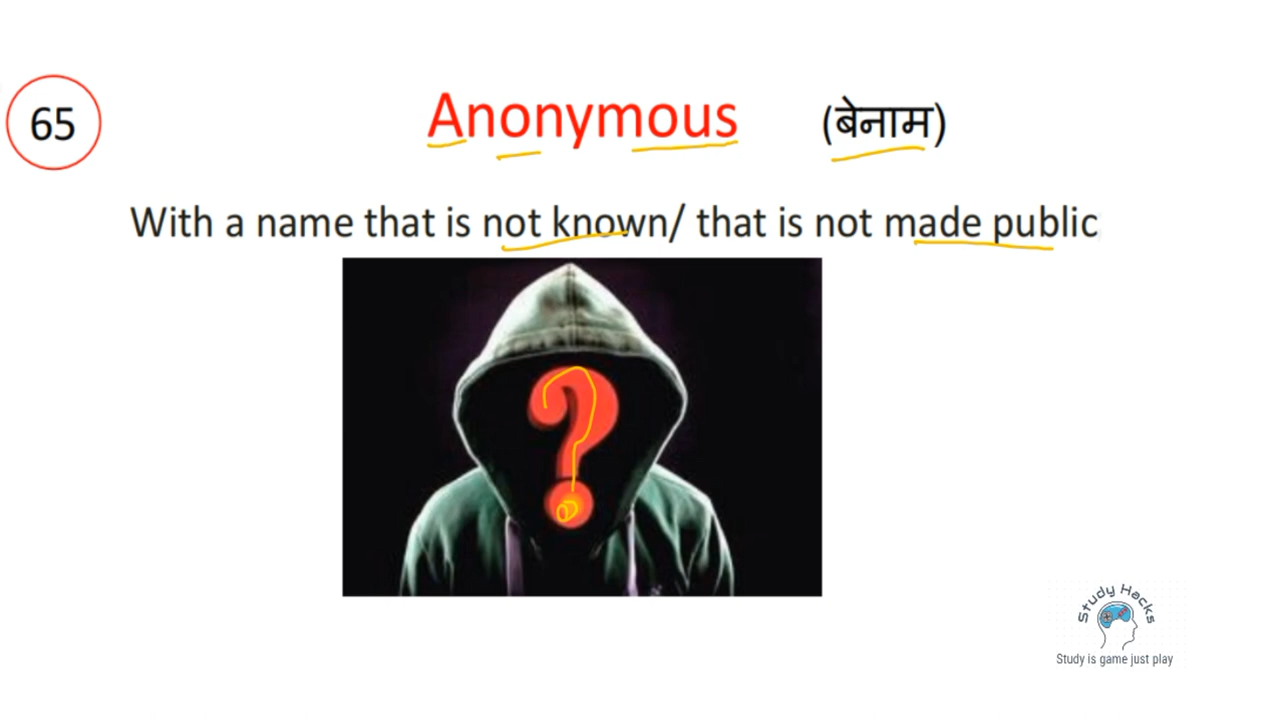 65
Anonymous (बेनाम)
With a name that is not known/ that is not made public
?
Study Hacks
Study is game just play